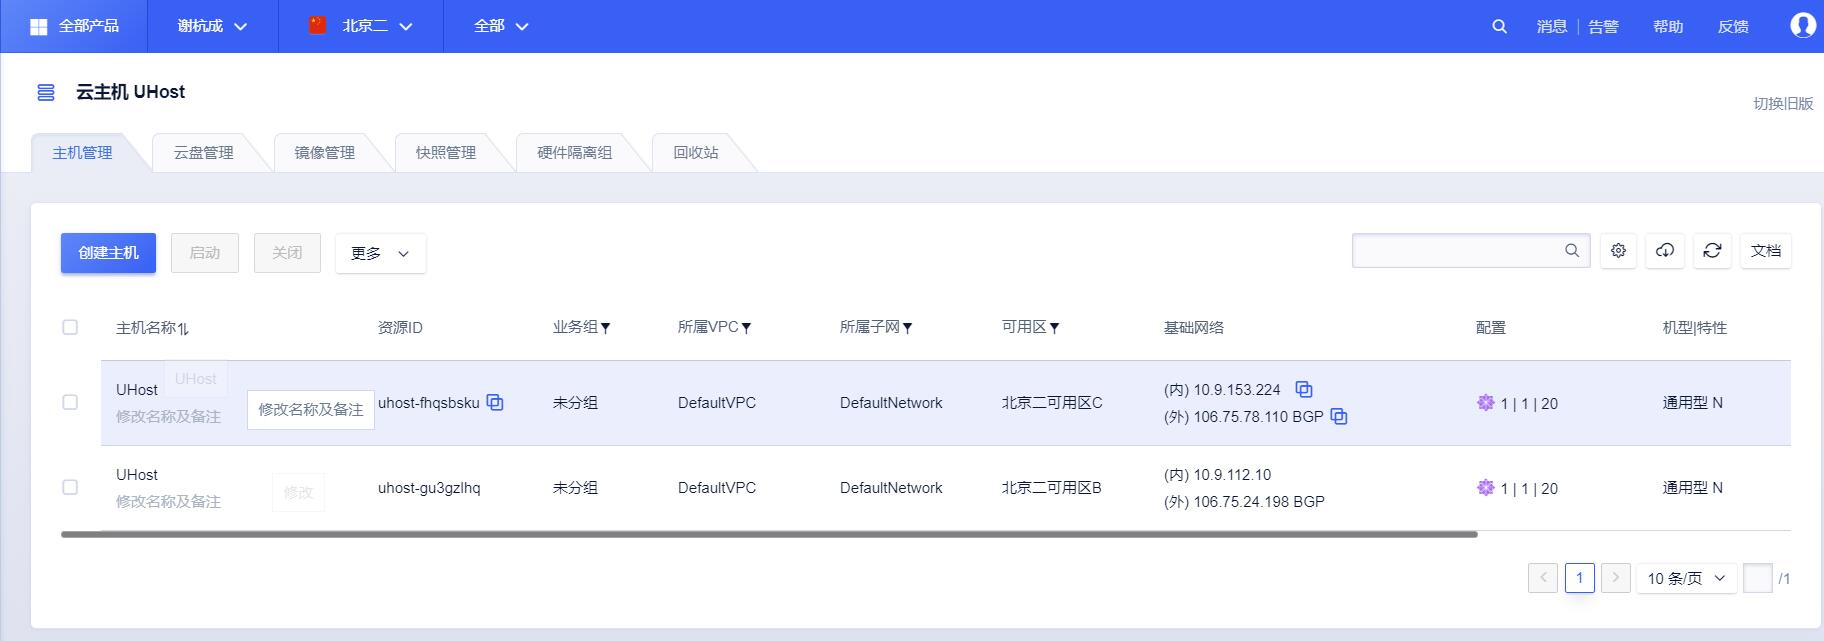 全部产品 谢杭成 北京二 全部 消息 告警 帮助 反馈
云主机 UHost
切换旧版
主机管理 云盘管理 镜像管理 快照管理 硬件隔离组 回收站
创建主机 启动 关闭 更多 文档
主机名称 资源ID 业务组 所属VPC 所属子网 可用区 基础网络 配置 机型|特性
UHost UHost (内) 10.9.153.224
修改名称及备注 修改名称及备注 uhost-fhqsbsku 未分组 DefaultVPC DefaultNetwork 北京二可用区C (外) 106.75.78.110 BGP 1 | 1 | 20 通用型 N
UHost (内) 10.9.112.10
修改名称及备注 修改 uhost-gu3gzlhq 未分组 DefaultVPC DefaultNetwork 北京二可用区B (外) 106.75.24.198 BGP 1 | 1 | 20 通用型 N
1 10 条/页 /1